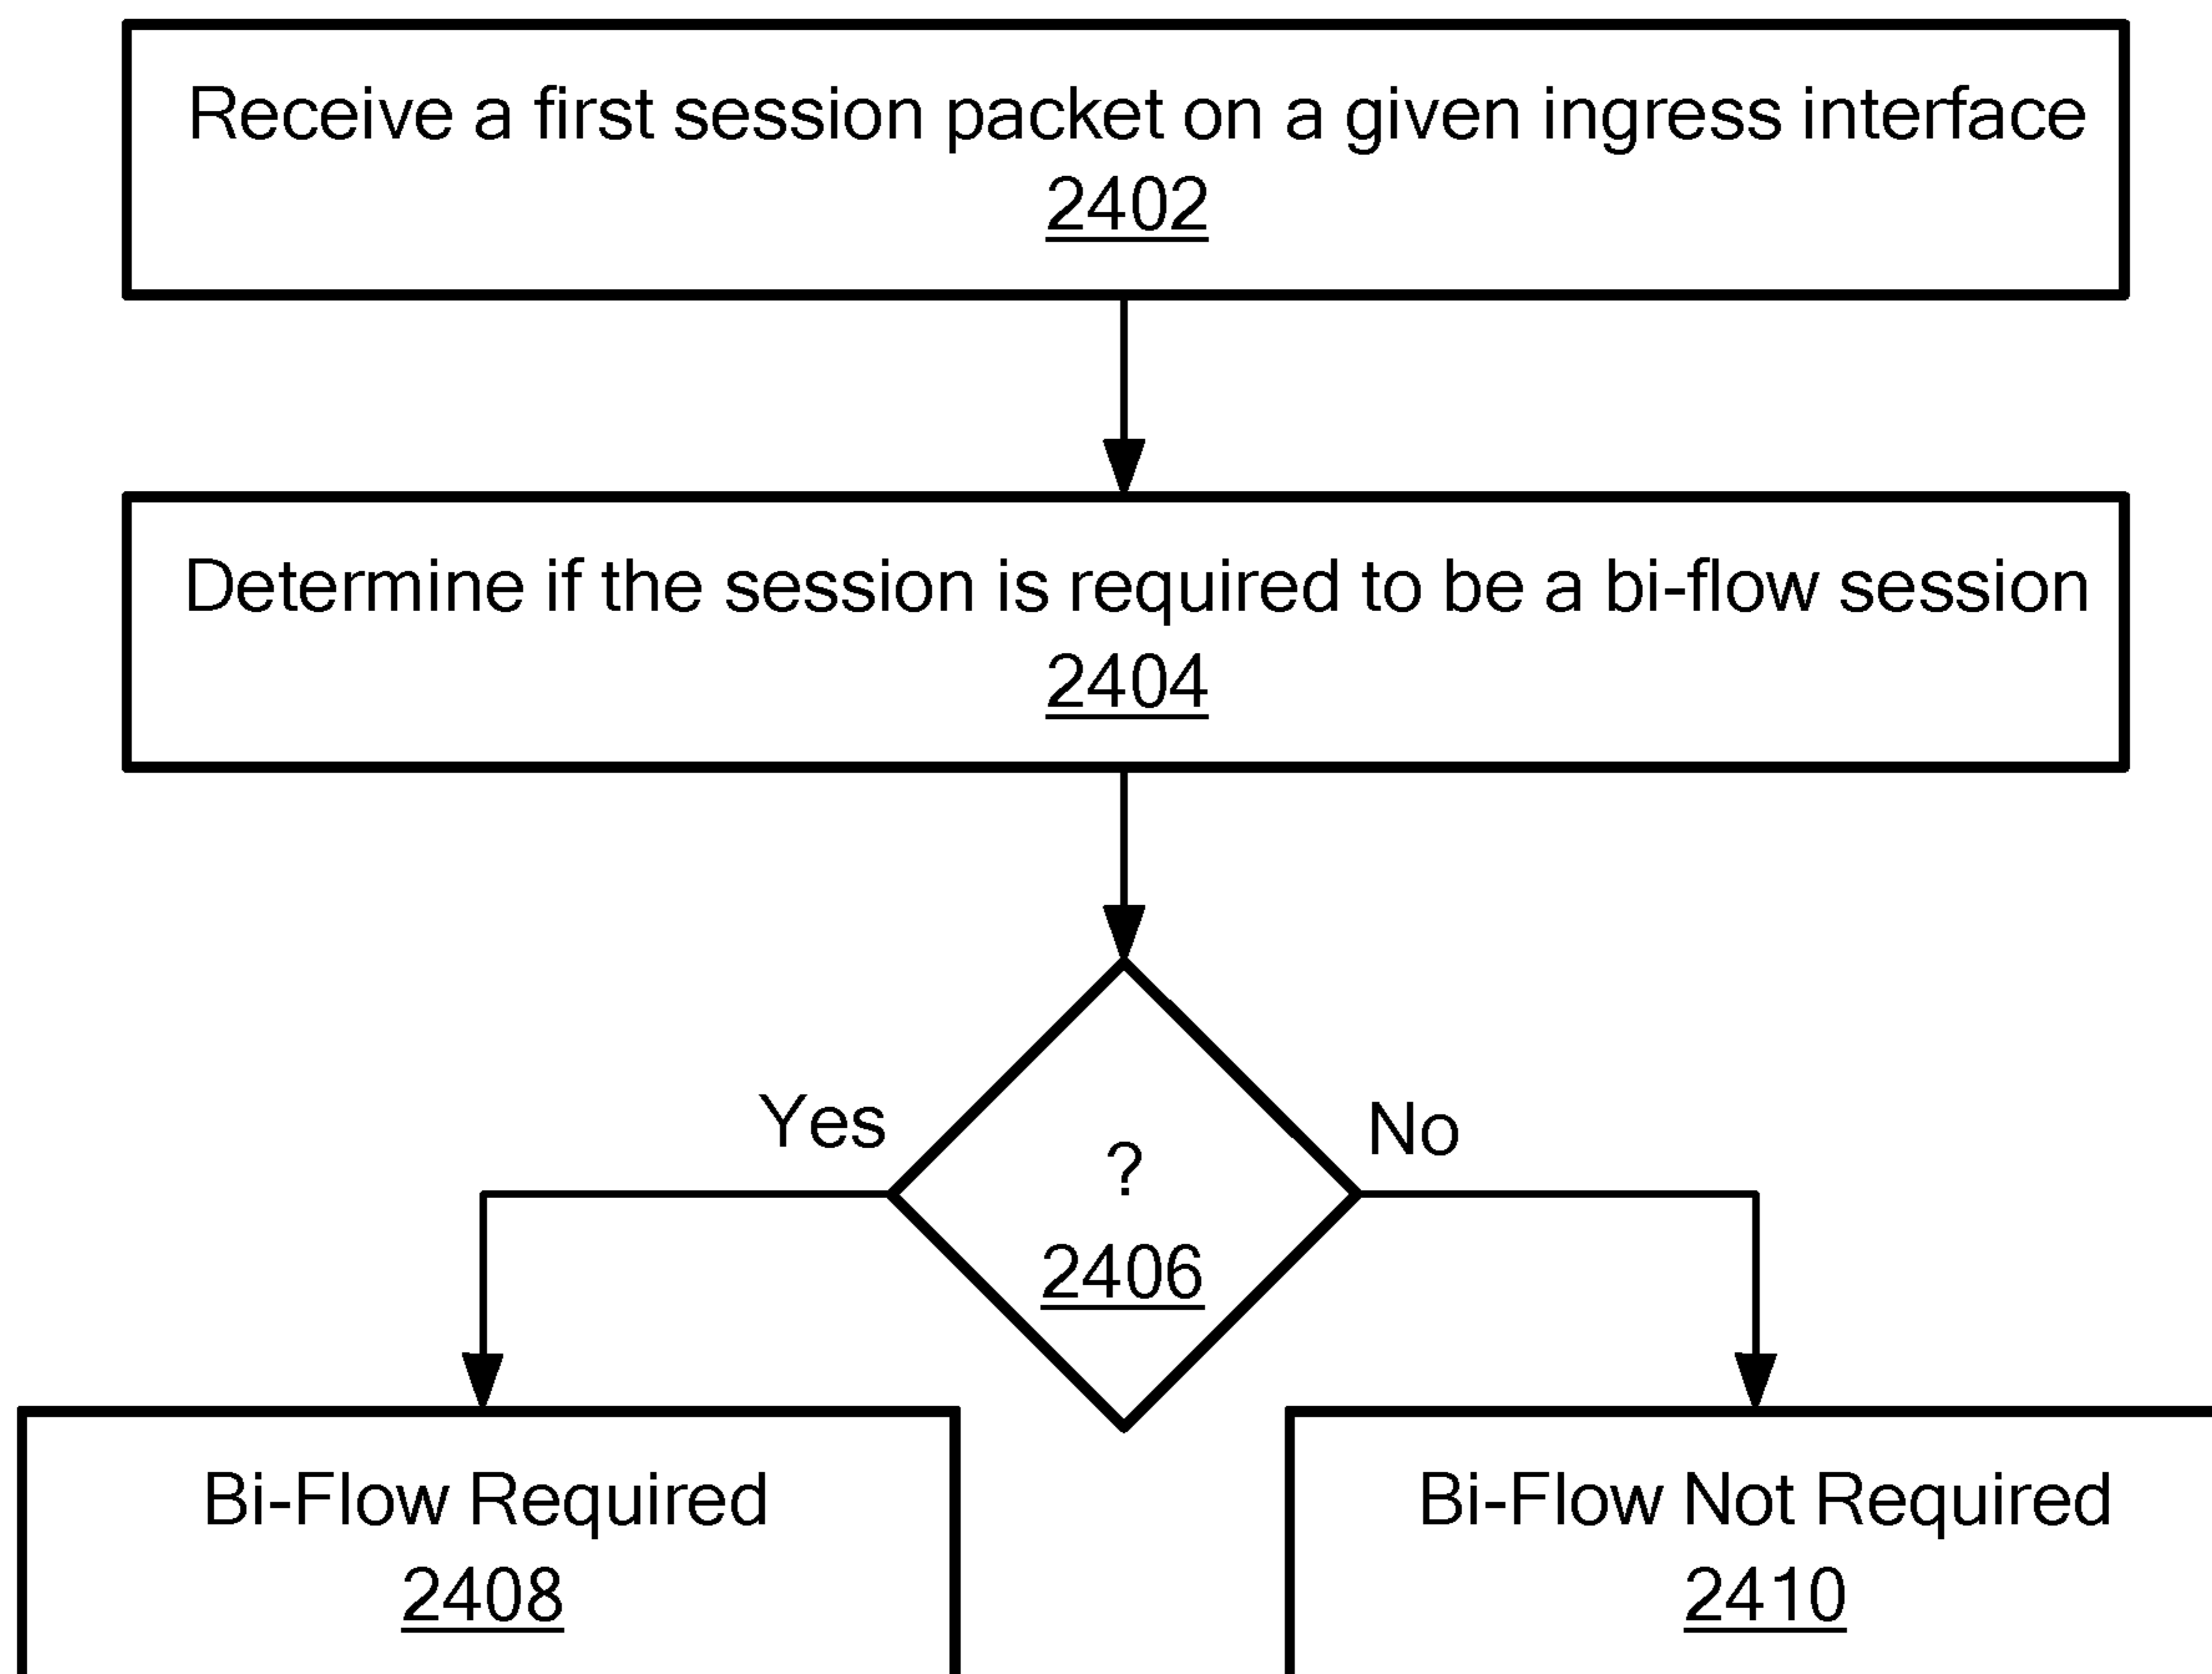 Receive a first session packet on a given ingress interface
2402
Determine if the session is required to be a bi-flow session
2404
Yes
No
?
2406
Bi-Flow Required
2408
Bi-Flow Not Required
2410